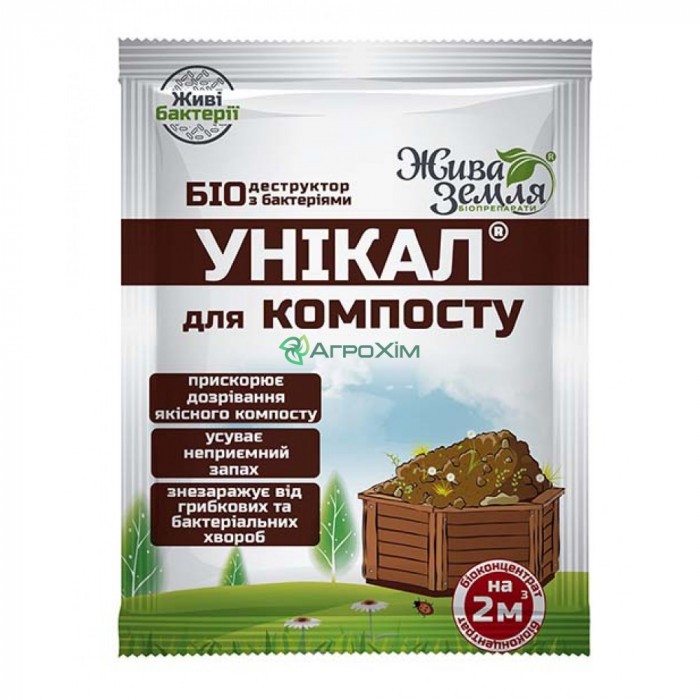 Живі
бактерії
БІО деструктор
з бактеріями
Жива®
Земля
БІОПРЕПАРАТИ
УНІКАЛ®
для КОМПОСТУ
АгроХім
прискорює
дозрівання
якісного компосту
усуває
неприємний
запах
знезаражує від
грибкових та
бактеріальних
хвороб
біоконцентрат
на
2м³
біоконцентрат